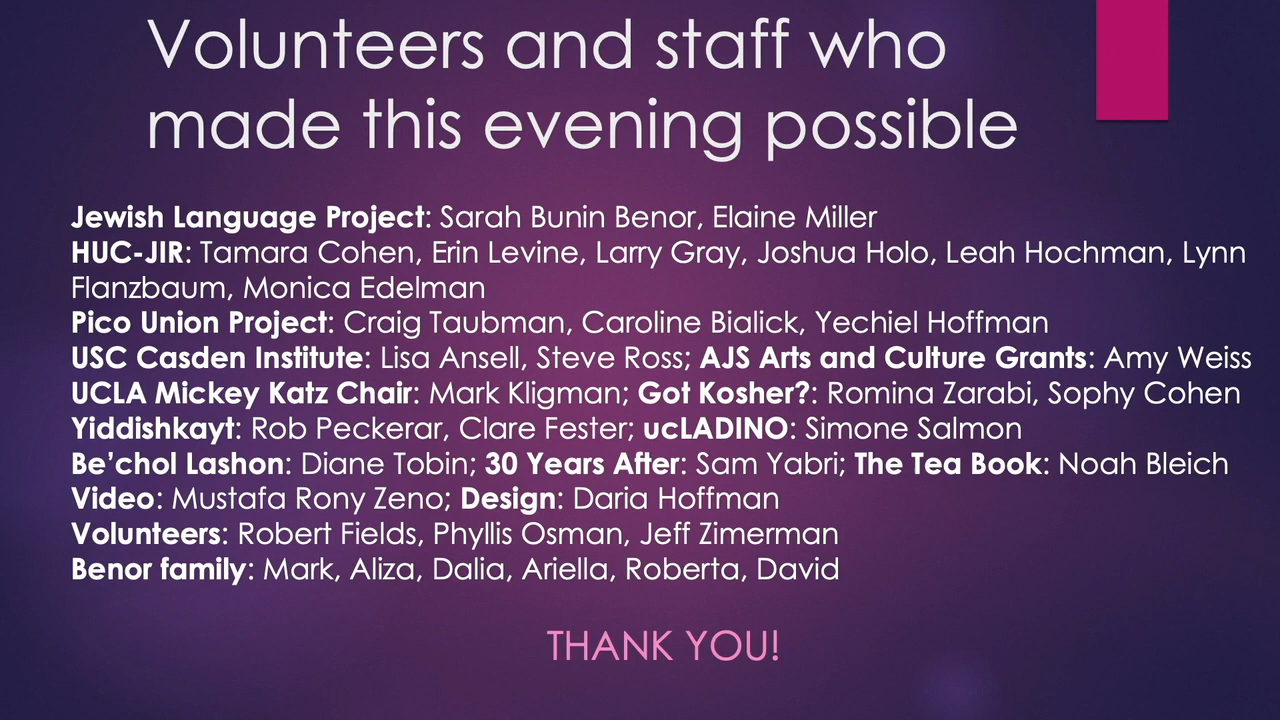 Volunteers and staff who
made this evening possible
Jewish Language Project: Sarah Bunin Benor, Elaine Miller
HUC-JIR: Tamara Cohen, Erin Levine, Larry Gray, Joshua Holo, Leah Hochman, Lynn
Flanzbaum, Monica Edelman
Pico Union Project: Craig Taubman, Caroline Bialick, Yechiel Hoffman
USC Casden Institute: Lisa Ansell, Steve Ross; AJS Arts and Culture Grants: Amy Weiss
UCLA Mickey Katz Chair: Mark Kligman; Got Kosher?: Romina Zarabi, Sophy Cohen
Yiddishkayt: Rob Peckerar, Clare Fester; ucLADINO: Simone Salmon
Be’chol Lashon: Diane Tobin; 30 Years After: Sam Yabri; The Tea Book: Noah Bleich
Video: Mustafa Rony Zeno; Design: Daria Hoffman
Volunteers: Robert Fields, Phyllis Osman, Jeff Zimerman
Benor family: Mark, Aliza, Dalia, Ariella, Roberta, David
THANK YOU!